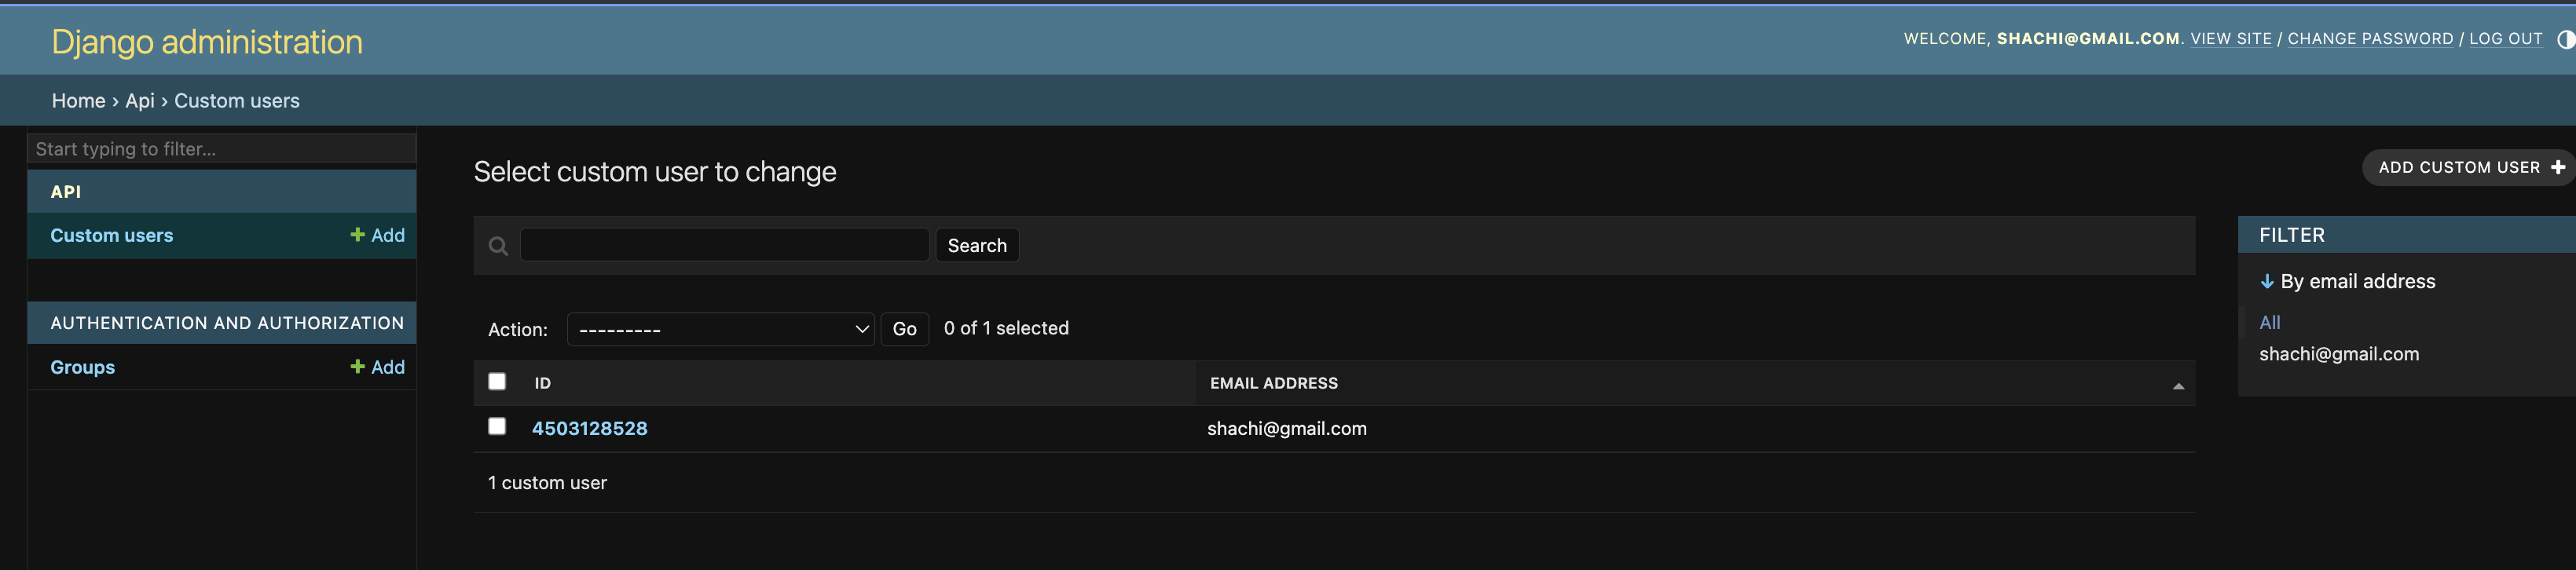 Django administration
WELCOME, SHACHI@GMAIL.COM. VIEW SITE / CHANGE PASSWORD / LOG OUT
Home › Api › Custom users
Start typing to filter...
API
Custom users
Add
AUTHENTICATION AND AUTHORIZATION
Groups
Add
Select custom user to change
ADD CUSTOM USER
Search
Action: --------- Go 0 of 1 selected
ID EMAIL ADDRESS
4503128528 shachi@gmail.com
1 custom user
FILTER
By email address
All
shachi@gmail.com